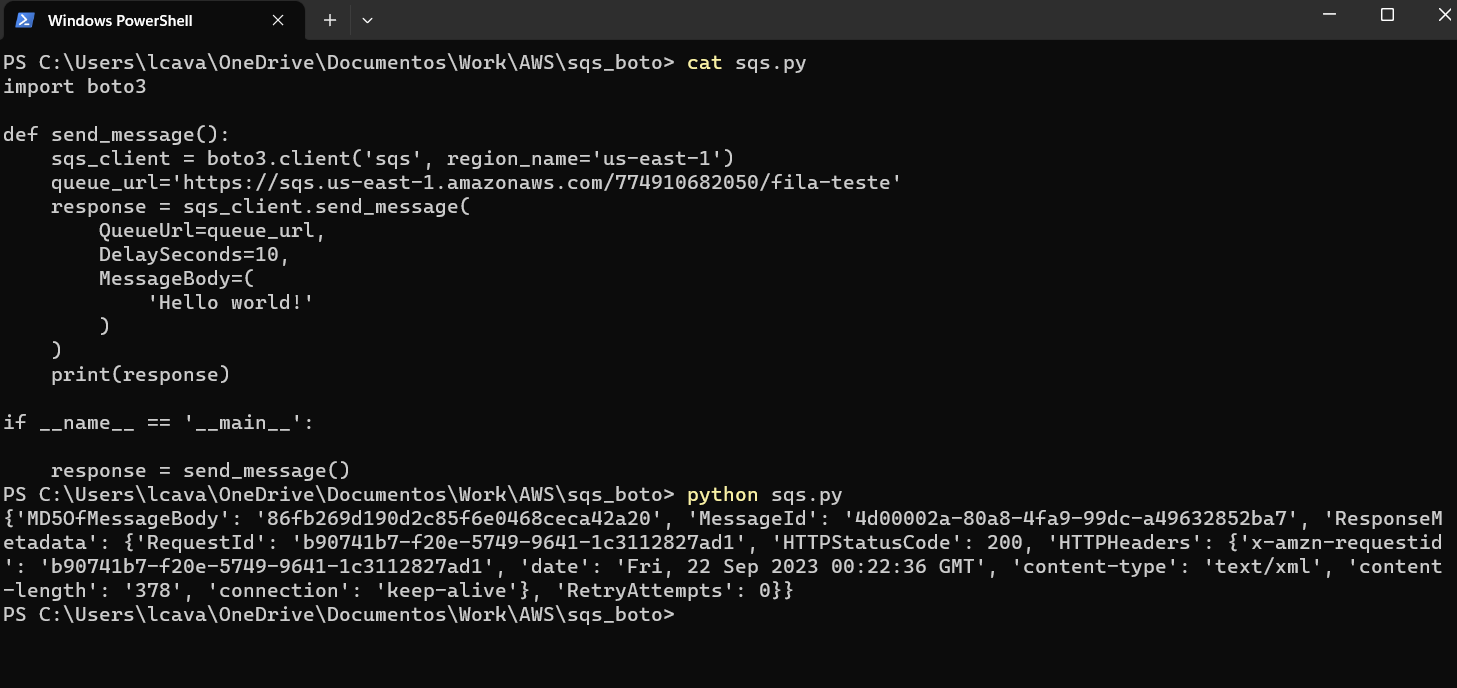 Windows PowerShell
PS C:\Users\lcava\OneDrive\Documentos\Work\AWS\sqs_boto> cat sqs.py
import boto3

def send_message():
    sqs_client = boto3.client('sqs', region_name='us-east-1')
    queue_url='https://sqs.us-east-1.amazonaws.com/774910682050/fila-teste'
    response = sqs_client.send_message(
        QueueUrl=queue_url,
        DelaySeconds=10,
        MessageBody=(
            'Hello world!'
        )
    )
    print(response)

if __name__ == '__main__':

    response = send_message()
PS C:\Users\lcava\OneDrive\Documentos\Work\AWS\sqs_boto> python sqs.py
{'MD5OfMessageBody': '86fb269d190d2c85f6e0468ceca42a20', 'MessageId': '4d00002a-80a8-4fa9-99dc-a49632852ba7', 'ResponseM
etadata': {'RequestId': 'b90741b7-f20e-5749-9641-1c3112827ad1', 'HTTPStatusCode': 200, 'HTTPHeaders': {'x-amzn-requestid
': 'b90741b7-f20e-5749-9641-1c3112827ad1', 'date': 'Fri, 22 Sep 2023 00:22:36 GMT', 'content-type': 'text/xml', 'content
-length': '378', 'connection': 'keep-alive'}, 'RetryAttempts': 0}}
PS C:\Users\lcava\OneDrive\Documentos\Work\AWS\sqs_boto>